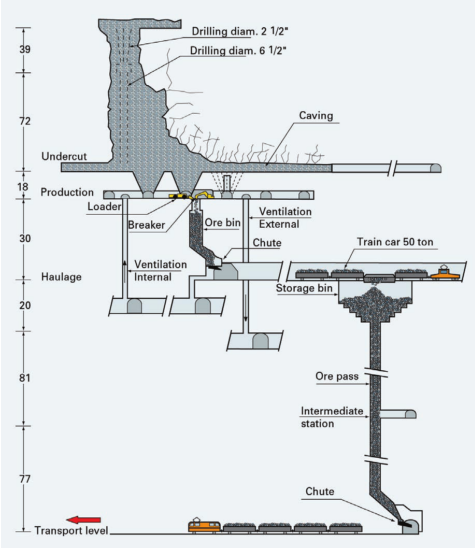 Drilling diam. 2 1/2"
39
Drilling diam. 6 1/2"
72
Caving
Undercut
18
Production
Loader
Breaker
Ore bin
Ventilation
External
30
Chute
Ventilation
Internal
Train car 50 ton
Haulage
Storage bin
20
81
Ore pass
Intermediate
station
77
Chute
Transport level